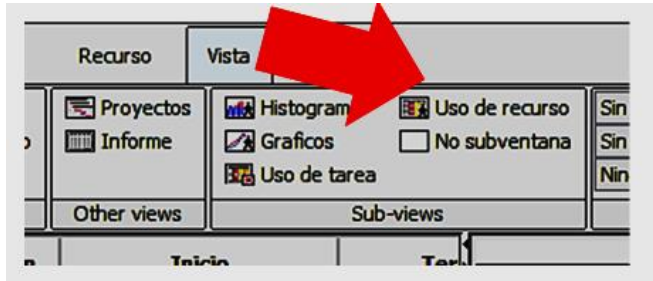 Recurso Vista
Proyectos Histogram Uso de recurso Sin
Informe Graficos No subventana Sin
Uso de tarea Nin
Other views Sub-views
Inicio Ter